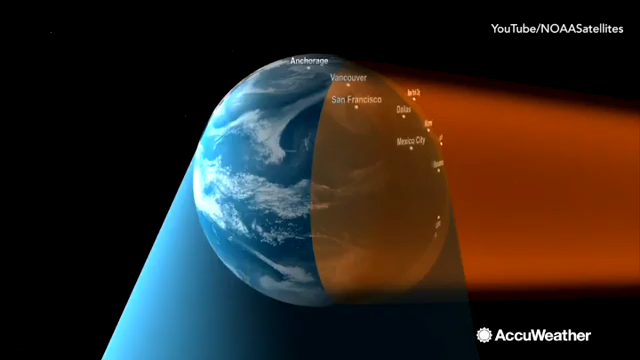 YouTube/NOAASatellites
Anchorage
Vancouver
San Francisco
Dallas
Mexico City
AccuWeather